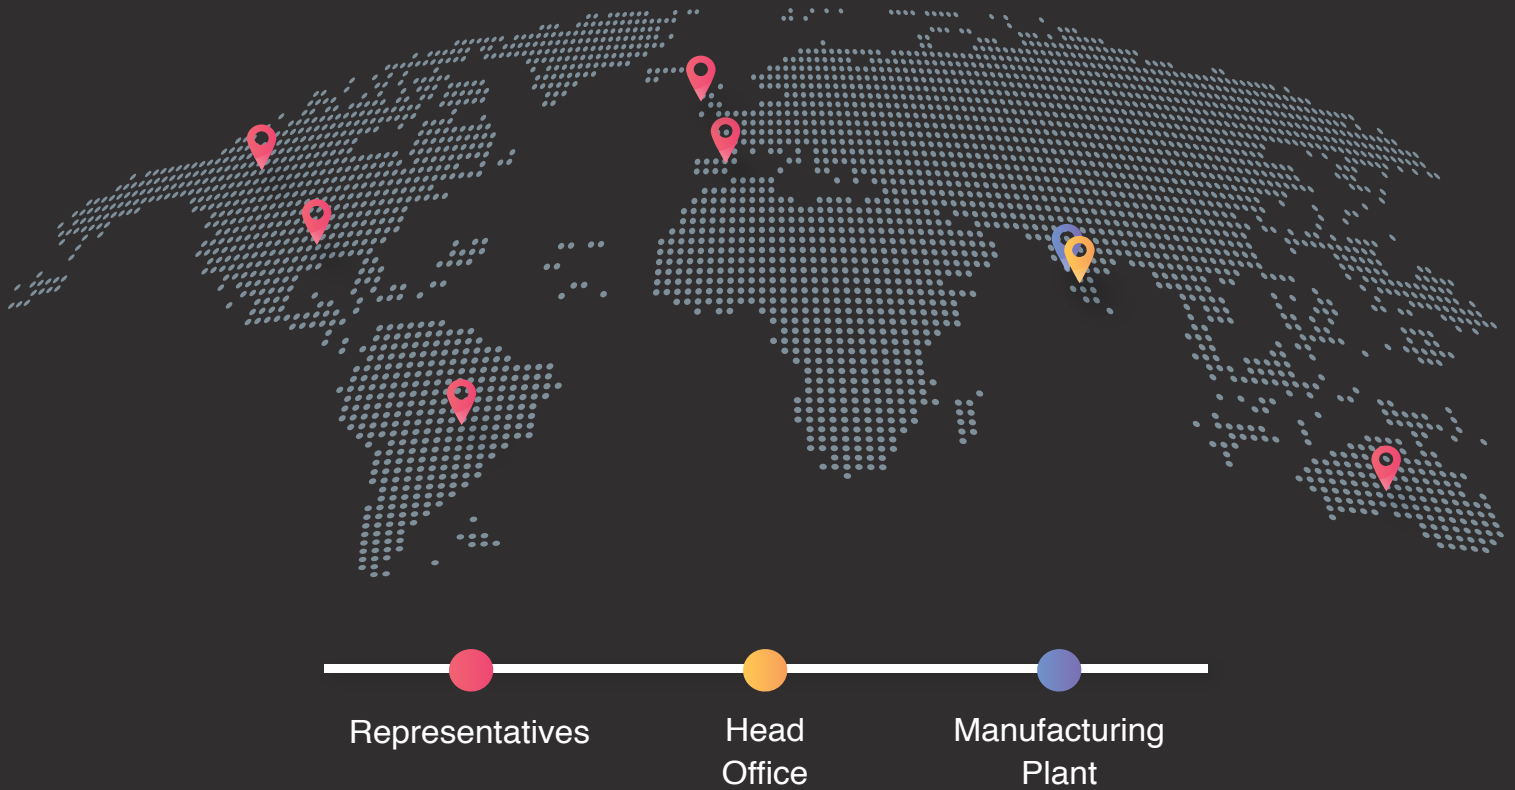 Representatives
Head
Office
Manufacturing
Plant